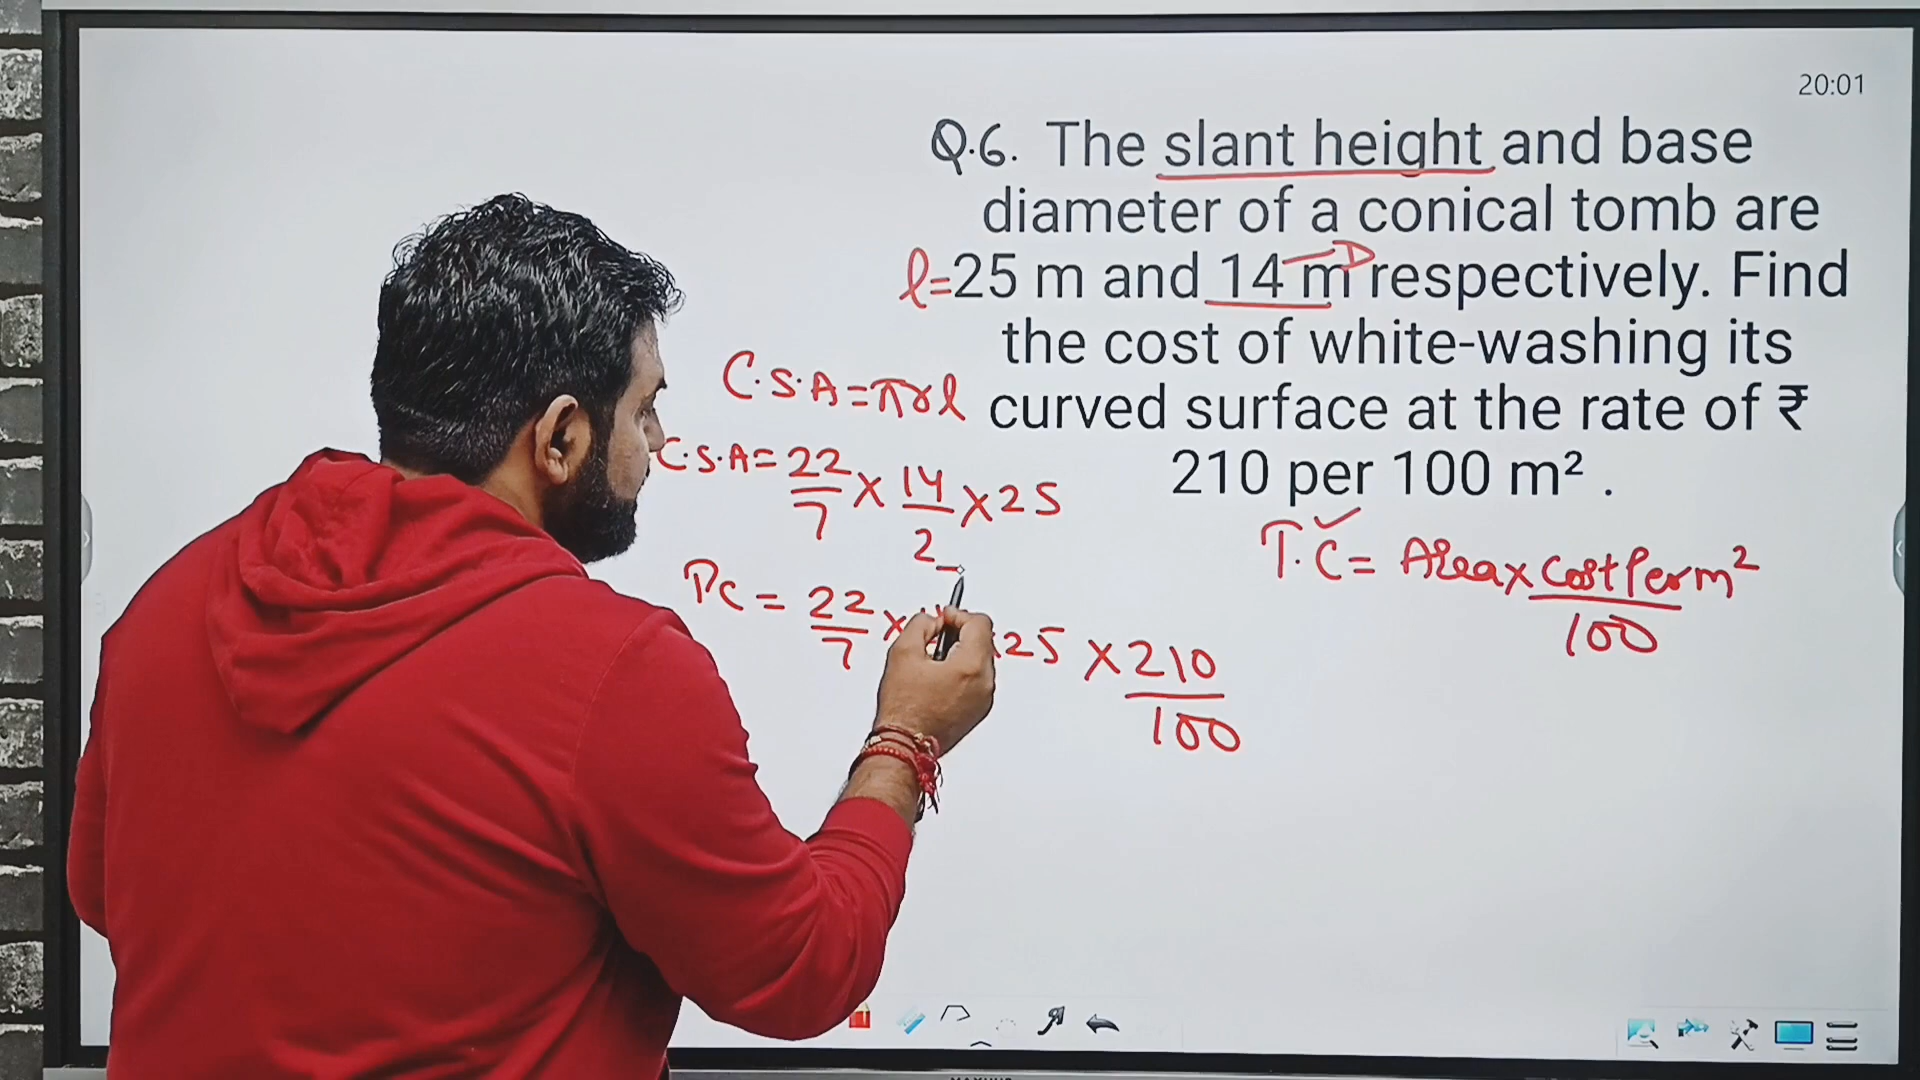 20:01
Q.6. The slant height and base
diameter of a conical tomb are
l=25 m and 14 m respectively. Find
the cost of white-washing its
curved surface at the rate of ₹
210 per 100 m² .
C.S.A=πrl
C.S.A=22/7×14/2×25
T.C=Area×Cost Per m²/100
=22/7× ×25×210/100